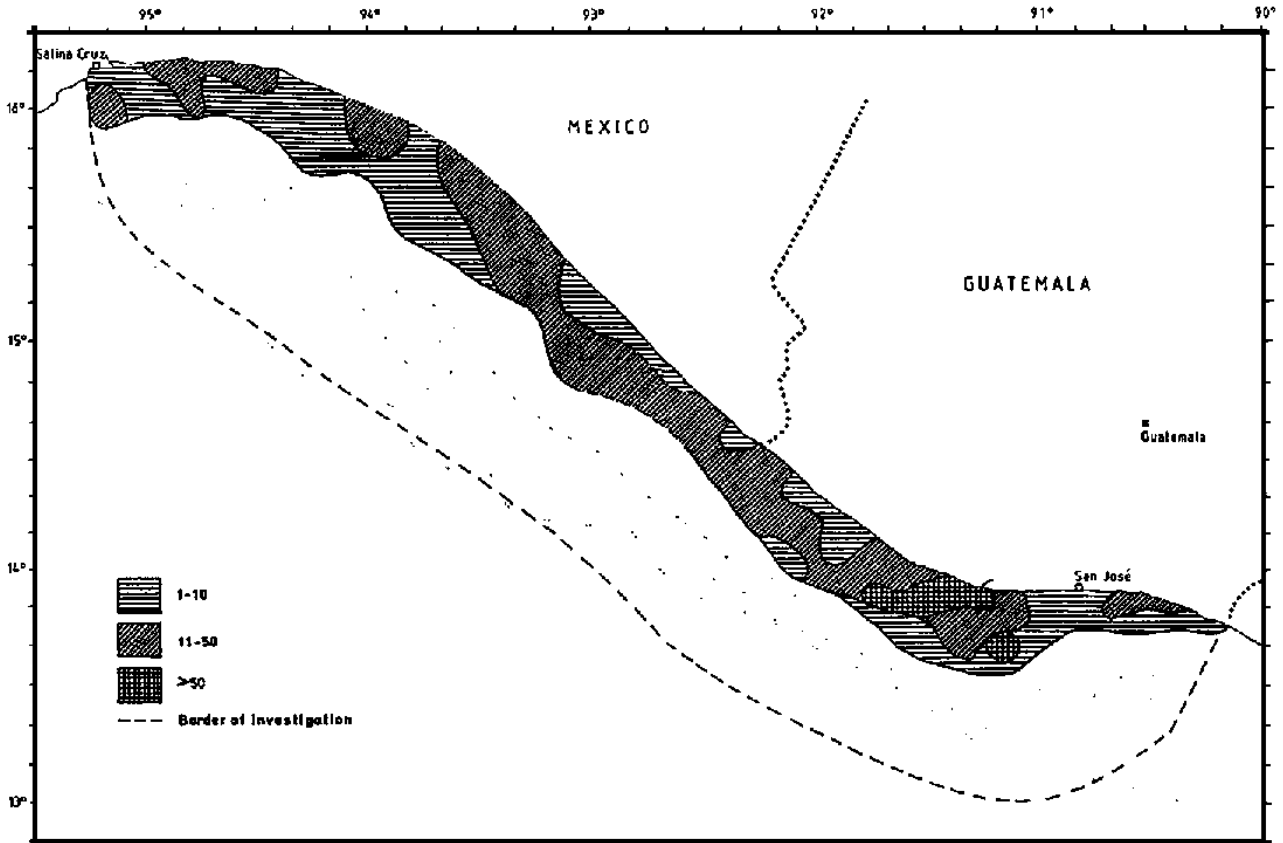 95° 94° 93° 92° 91° 90°
Salina Cruz
16°
MEXICO
GUATEMALA
15°
Guatemala
14°
San José
1-10
11-50
>50
Border of Investigation
13°